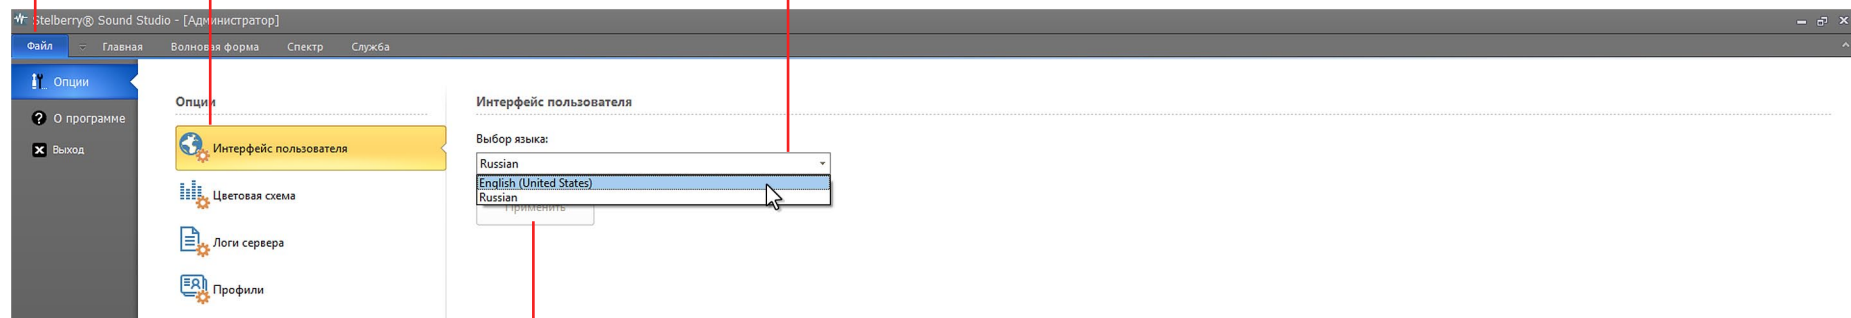 Stelberry® Sound Studio - [Администратор]
Файл Главная Волновая форма Спектр Служба
Опции
О программе
Выход
Опции
Интерфейс пользователя
Цветовая схема
Логи сервера
Профили
Интерфейс пользователя
Выбор языка:
Russian
English (United States)
Russian
Применить